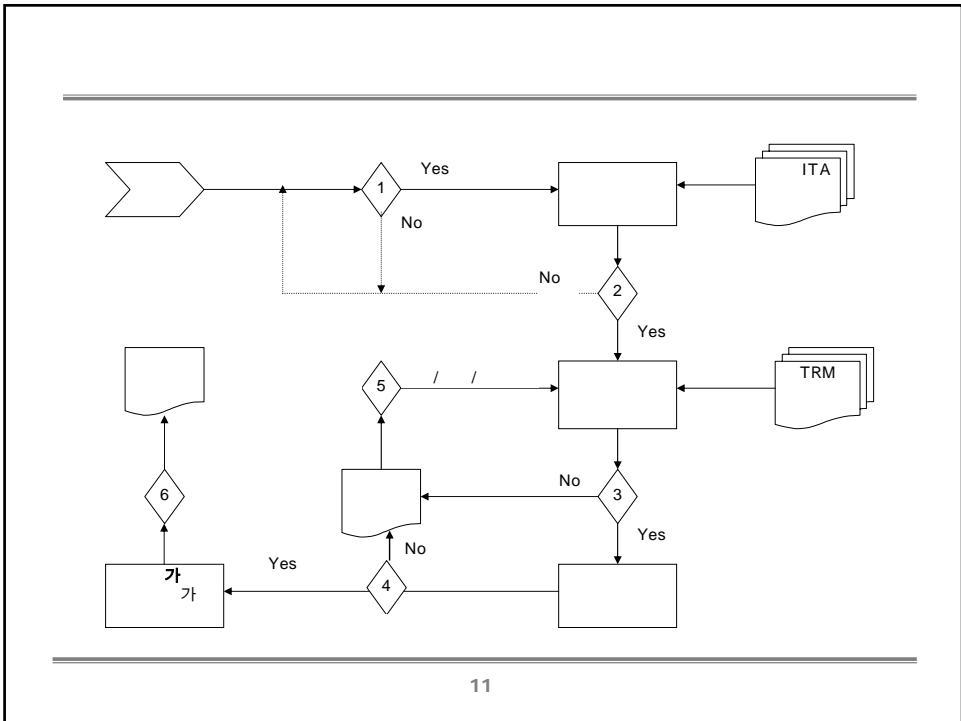 1
Yes
ITA
No
No
2
Yes
5
/ / 
TRM
6
No
3
Yes
No
Yes
가
가
4
11